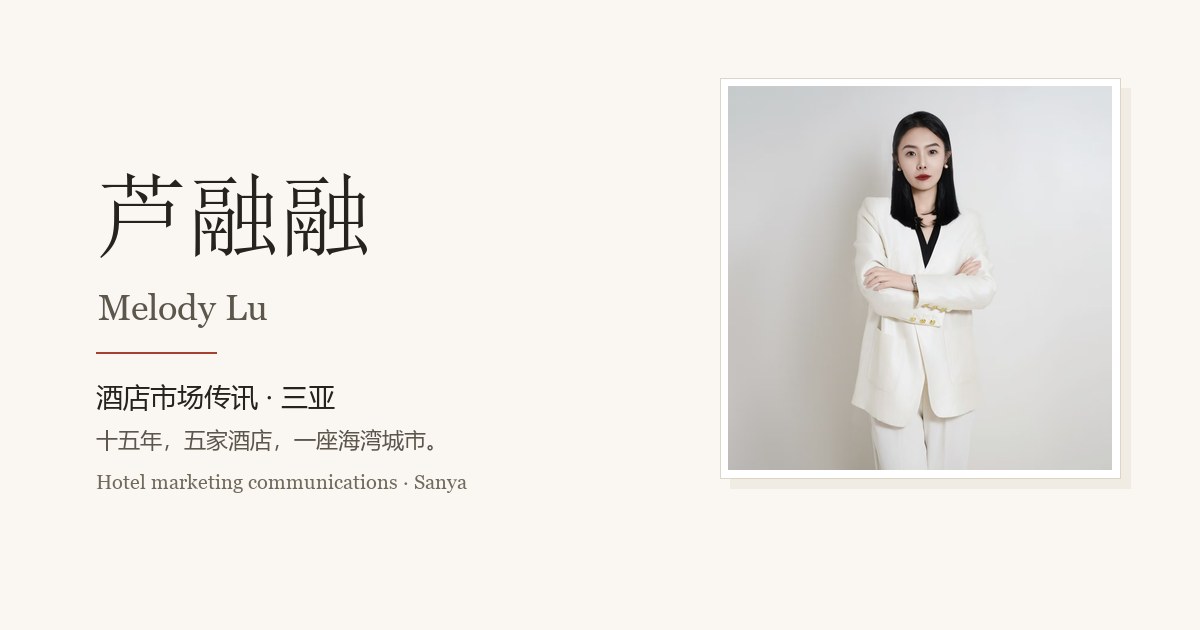 芦融融
Melody Lu
酒店市场传讯 · 三亚
十五年，五家酒店，一座海湾城市。
Hotel marketing communications · Sanya